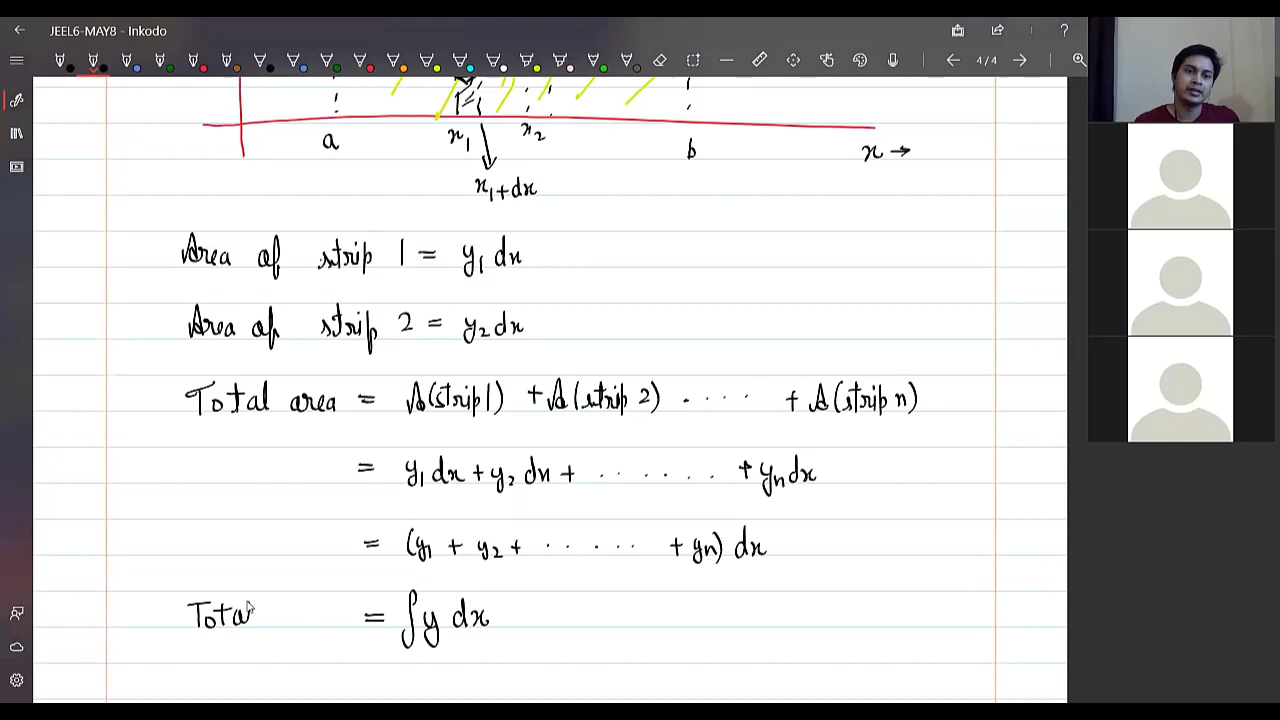 JEEL6-MAY8 - Inkodo
4/4
?
a x₁ x₂ b x →
x₁+dx
Area of strip 1 = y₁ dx
Area of strip 2 = y₂ dx
Total area = A(strip 1) + A(strip 2) . . . . + A(strip n)
= y₁ dx + y₂ dx + . . . . . . + yₙ dx
= (y₁ + y₂ + . . . . . + yₙ) dx
Tota = ∫ y dx